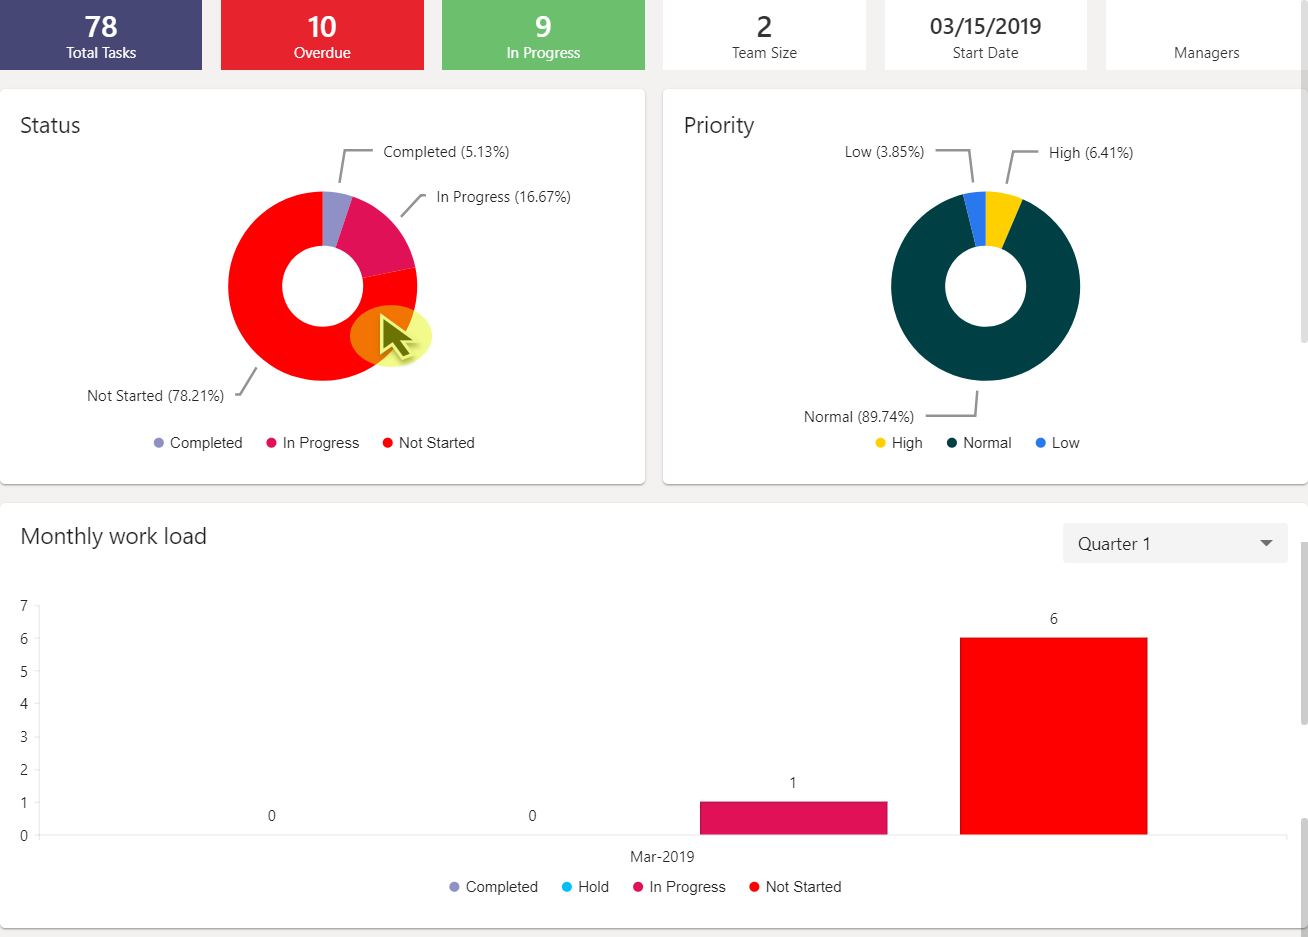 78
Total Tasks
10
Overdue
9
In Progress
2
Team Size
03/15/2019
Start Date
Managers
Status
Completed (5.13%)
In Progress (16.67%)
Not Started (78.21%)
Completed In Progress Not Started
Priority
Low (3.85%)
High (6.41%)
Normal (89.74%)
High Normal Low
Monthly work load
Quarter 1
7
6
5
4
3
2
1
0
0
0
1
6
Mar-2019
Completed Hold In Progress Not Started